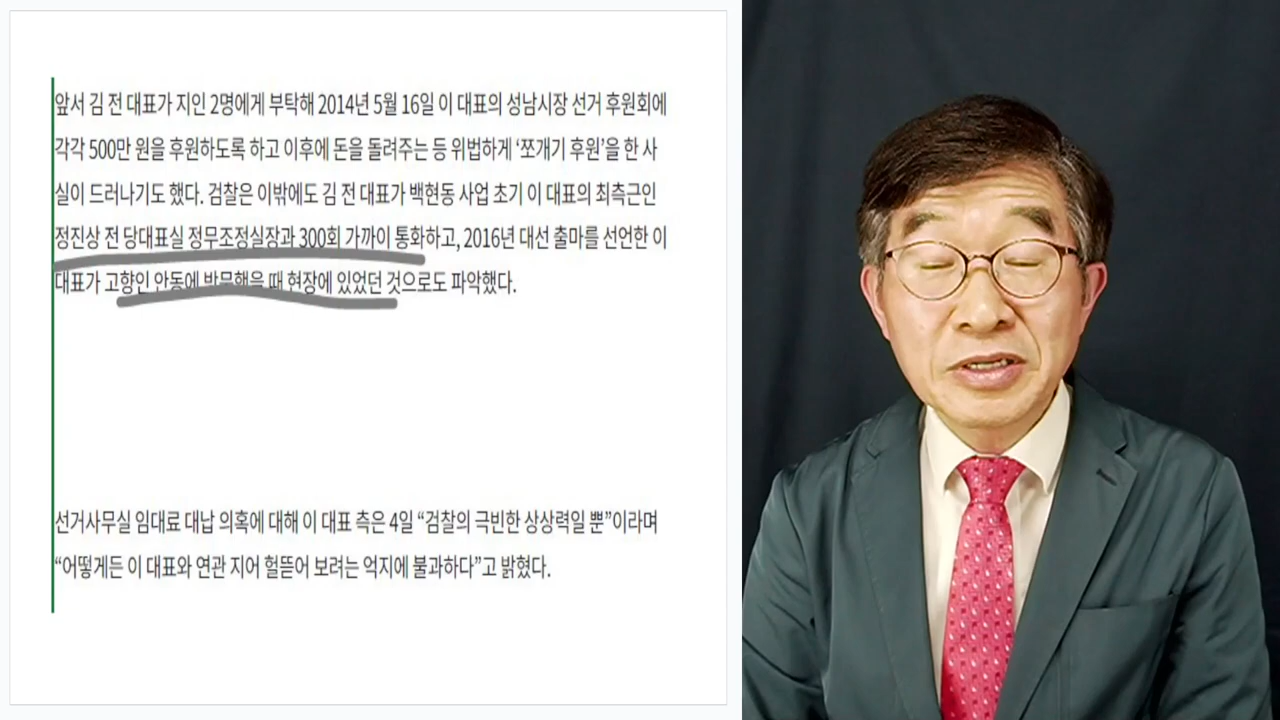 앞서 김 전 대표가 지인 2명에게 부탁해 2014년 5월 16일 이 대표의 성남시장 선거 후원회에
각각 500만 원을 후원하도록 하고 이후에 돈을 돌려주는 등 위법하게 ‘쪼개기 후원’을 한 사
실이 드러나기도 했다. 검찰은 이밖에도 김 전 대표가 백현동 사업 초기 이 대표의 최측근인
정진상 전 당대표실 정무조정실장과 300회 가까이 통화하고, 2016년 대선 출마를 선언한 이
대표가 고향인 안동에 방문했을 때 현장에 있었던 것으로도 파악했다.
선거사무실 임대료 대납 의혹에 대해 이 대표 측은 4일 “검찰의 극빈한 상상력일 뿐”이라며
“어떻게든 이 대표와 연관 지어 헐뜯어 보려는 억지에 불과하다”고 밝혔다.